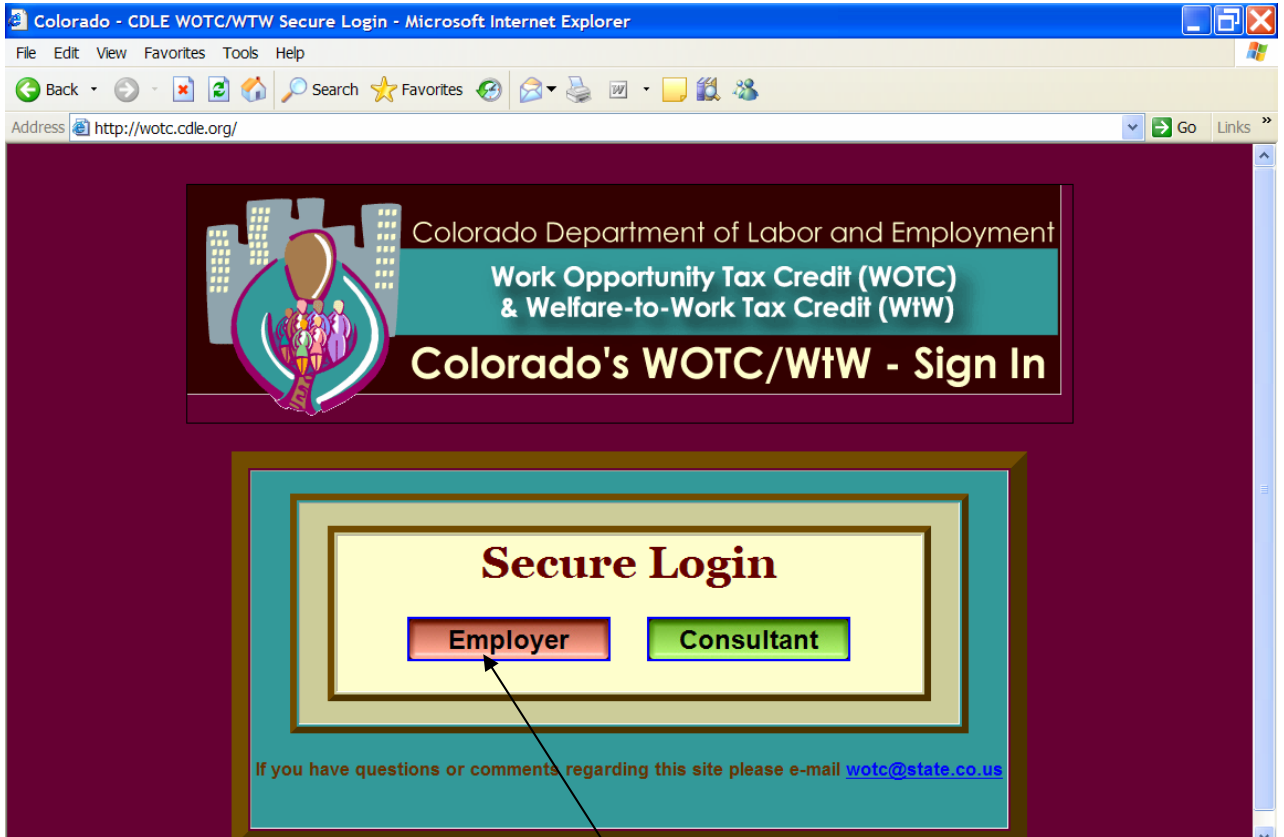 Colorado - CDLE WOTC/WTW Secure Login - Microsoft Internet Explorer
File Edit View Favorites Tools Help
Back Search Favorites
Address http://wotc.cdle.org/ Go Links »
Colorado Department of Labor and Employment
Work Opportunity Tax Credit (WOTC)
& Welfare-to-Work Tax Credit (WtW)
Colorado's WOTC/WtW - Sign In
Secure Login
Employer Consultant
If you have questions or comments regarding this site please e-mail wotc@state.co.us